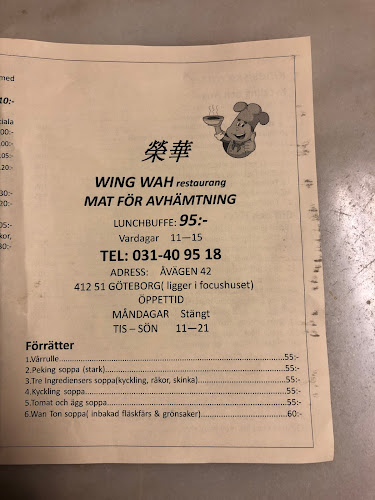 med
榮華
WING WAH restaurang
MAT FÖR AVHÄMTNING
LUNCHBUFFE: 95:-
Vardagar 11—15
TEL: 031-40 95 18
ADRESS: ÅVÄGEN 42
412 51 GÖTEBORG( ligger i focushuset)
ÖPPETTID
MÅNDAGAR Stängt
TIS – SÖN 11—21
Förrätter
1.Vårrulle....55:-
2.Peking soppa (stark)....55:-
3.Tre Ingredienser soppa(kyckling, räkor, skinka)....55:-
4.Kyckling soppa....55:-
5.Tomat och ägg soppa....55:-
6.Wan Ton soppa( inbakad fläskfärs & grönsaker)....60:-